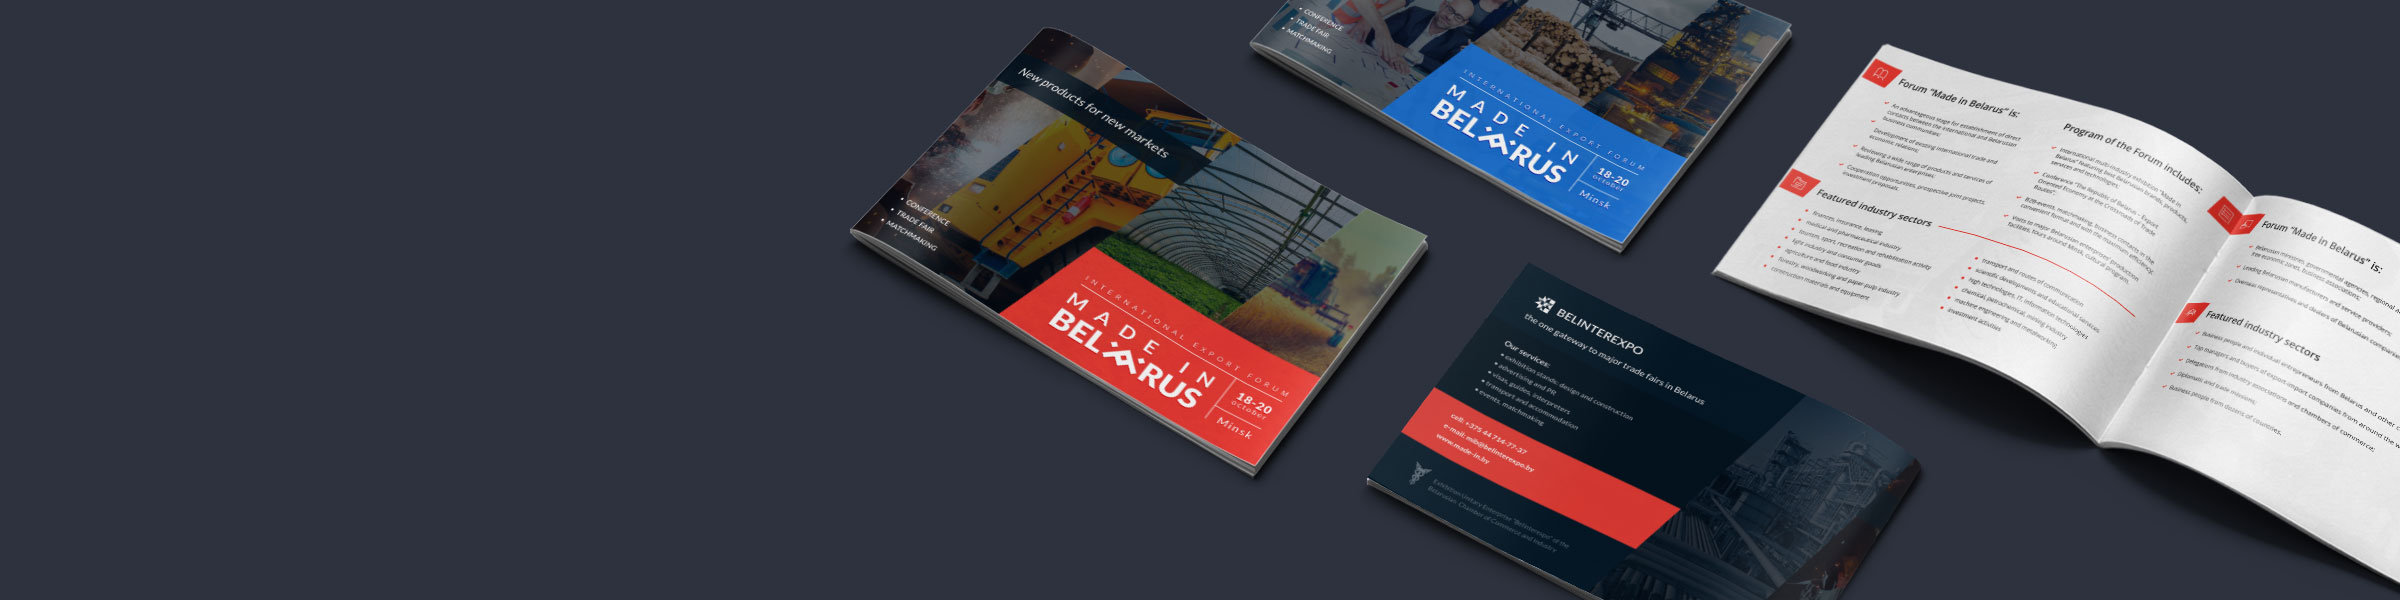 New products for new markets
• CONFERENCE
• TRADE FAIR
• MATCHMAKING
INTERNATIONAL EXPORT FORUM
MADE IN
BELARUS
18-20
october
Minsk
• CONFERENCE
• TRADE FAIR
• MATCHMAKING
INTERNATIONAL EXPORT FORUM
MADE IN
BELARUS
18-20
october
Minsk
BELINTEREXPO
the one gateway to major trade fairs in Belarus
Our services:
• exhibition stands: design and construction
• advertising and PR
• visas, guides, interpreters
• transport and accommodation
• events, matchmaking
cell: +375 44 714-77-37
e-mail: mib@belinterexpo.by
www.made-in.by
Exhibition Unitary Enterprise "Belinterexpo" of the
Belarusian Chamber of Commerce and Industry
Forum "Made in Belarus" is:
An advantageous stage for establishment of direct
contacts between the international and Belarusian
business communities;
Development of existing international trade and
economic relations;
Reviewing a wide range of products and services of
leading Belarusian enterprises;
Cooperation opportunities, prospective joint projects,
investment proposals.
Featured industry sectors
• finances, insurance, leasing
• medical and pharmaceutical industry
• tourism, sport, recreation and rehabilitation activity
• light industry and consumer goods
• agriculture and food industry
• forestry, woodworking and paper-pulp industry
• construction materials and equipment
Program of the Forum includes:
International multi-industry exhibition "Made in
Belarus" featuring best Belarusian brands, products,
services and technologies;
Conference "The Republic of Belarus - Export
Oriented Economy at the Crossroads of Trade
Routes";
B2B-events, matchmaking, business contacts in the
convenient format and with the maximum efficiency;
Visits to major Belarusian enterprises' production
facilities, tours around Minsk, cultural program.
• transport and routes of communication
• scientific developments and educational services
• high technologies, IT, information technologies
• chemical, petrochemical, mining industry
• machine engineering and metalworking
• investment activities
Forum "Made in Belarus" is:
Belarusian ministries, governmental agencies, regional
free economic zones, business associations;
Leading Belarusian manufacturers and service providers;
Overseas representatives and dealers of Belarusian companies
Featured industry sectors
Business people and individual entrepreneurs from Belarus and other
Top managers and buyers of export-import companies from around the
Delegates from industry associations and chambers of commerce;
Diplomatic and trade missions;
Business people from dozens of countries.